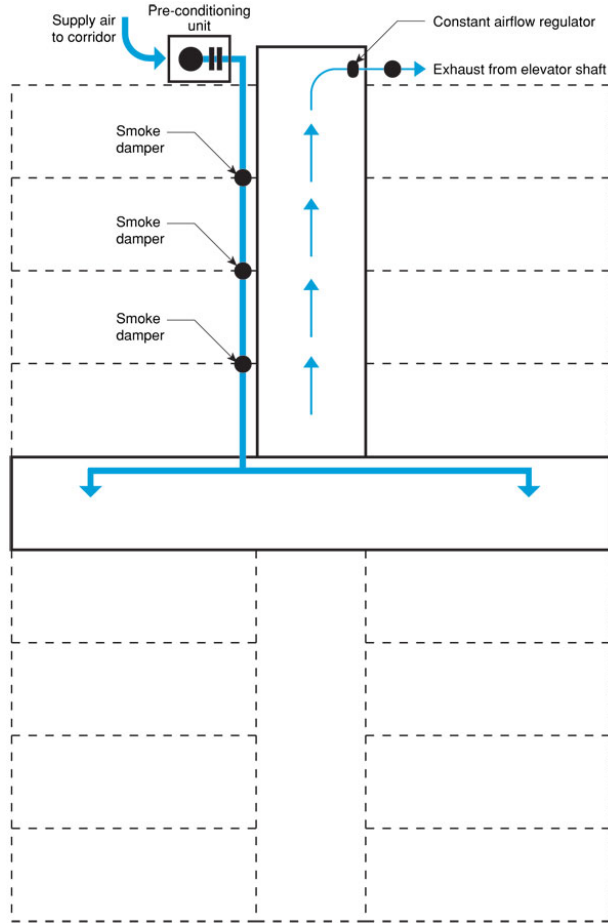 Supply air
to corridor
Pre-conditioning
unit
Constant airflow regulator
Exhaust from elevator shaft
Smoke
damper
Smoke
damper
Smoke
damper